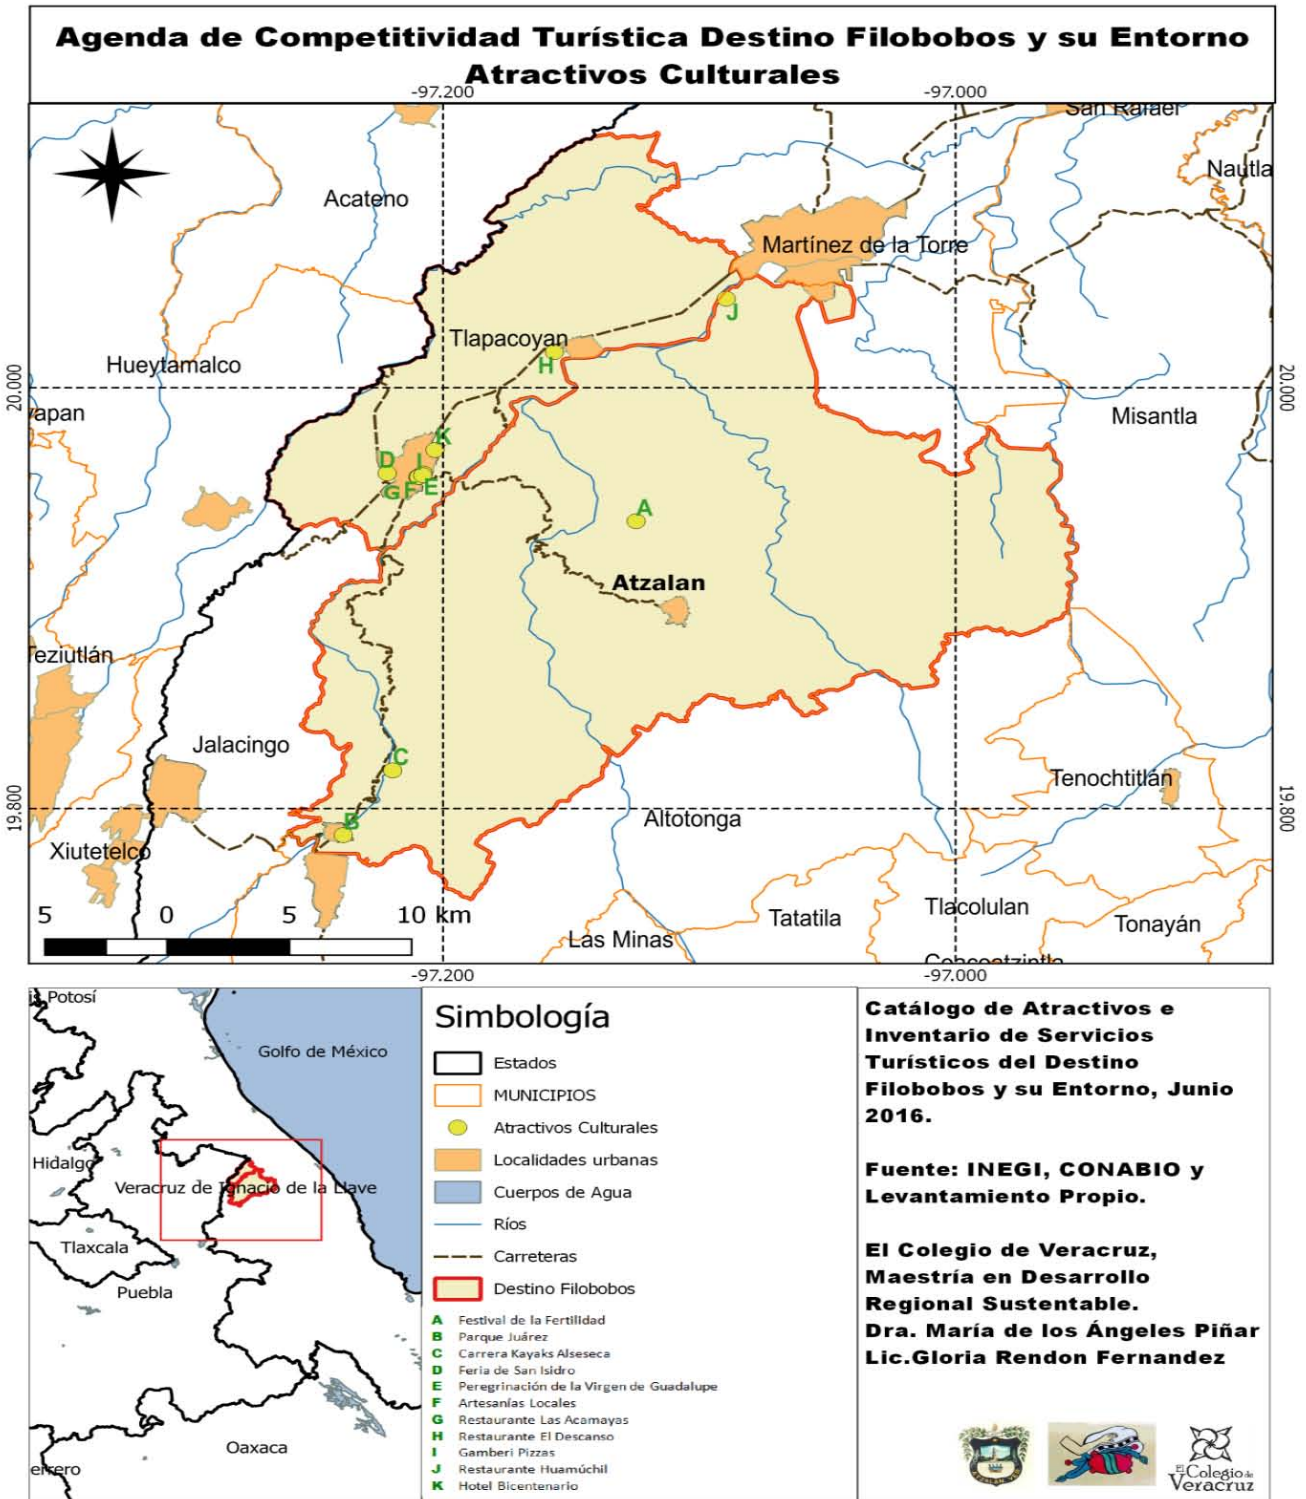 Agenda de Competitividad Turística Destino Filobobos y su Entorno
Atractivos Culturales
-97.200
-97.000
San Rafael
Nautla
Acateno
Martínez de la Torre
J
Tlapacoyan
H
Hueytamalco
20.000
20.000
apan
Misantla
K
D
I
G
F
E
A
Atzalan
Teziutlán
Jalacingo
C
Tenochtitlán
19.800
19.800
B
Altotonga
Xiutetelco
Tatatila
Tlacolulan
Tonayán
Las Minas
Coacoatzintla
5
0
5
10 km
-97.200
-97.000
Potosí
Golfo de México
Hidalgo
Veracruz de Ignacio de la Llave
Tlaxcala
Puebla
Oaxaca
errero
Simbología
Estados
MUNICIPIOS
Atractivos Culturales
Localidades urbanas
Cuerpos de Agua
Ríos
Carreteras
Destino Filobobos
A Festival de la Fertilidad
B Parque Juárez
C Carrera Kayaks Alseseca
D Feria de San Isidro
E Peregrinación de la Virgen de Guadalupe
F Artesanías Locales
G Restaurante Las Acamayas
H Restaurante El Descanso
I Gamberi Pizzas
J Restaurante Huamúchil
K Hotel Bicentenario
Catálogo de Atractivos e
Inventario de Servicios
Turísticos del Destino
Filobobos y su Entorno, Junio
2016.
Fuente: INEGI, CONABIO y
Levantamiento Propio.
El Colegio de Veracruz,
Maestría en Desarrollo
Regional Sustentable.
Dra. María de los Ángeles Piñar
Lic.Gloria Rendon Fernandez
ATZALAN, VER.
El Colegio de
Veracruz